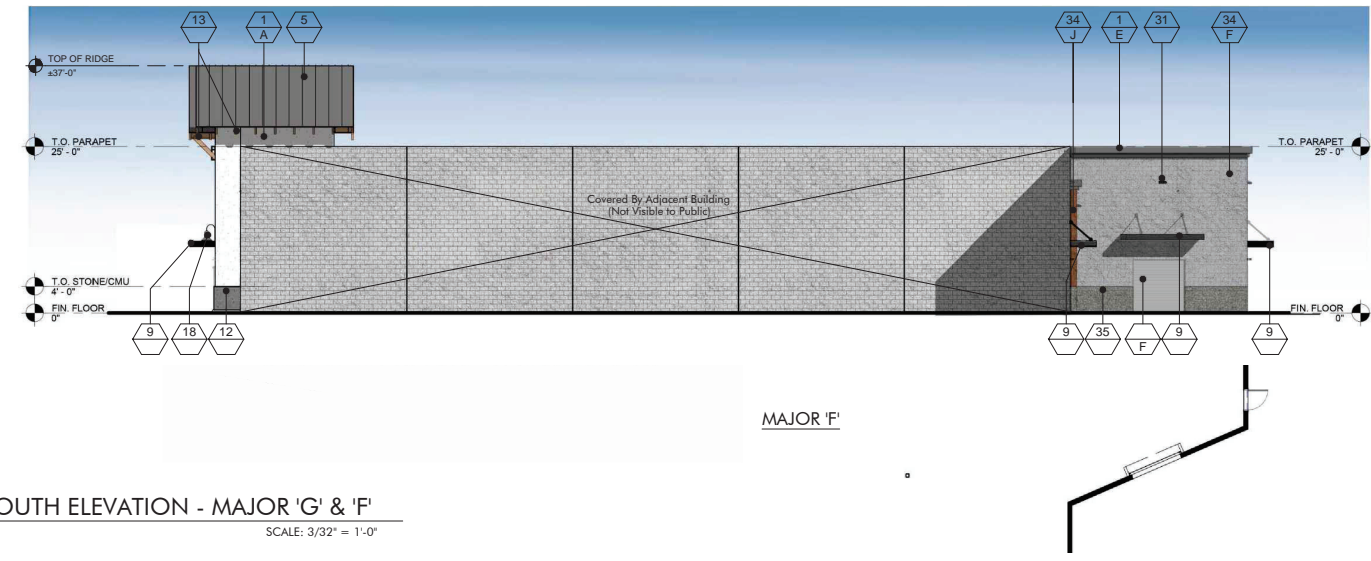 13
1
A
5
34
J
1
E
31
34
F
TOP OF RIDGE
±37'-0"
T.O. PARAPET
25' - 0"
T.O. PARAPET
25' - 0"
Covered By Adjacent Building
(Not Visible to Public)
T.O. STONE/CMU
4' - 0"
FIN. FLOOR
0"
FIN. FLOOR
0"
9
18
12
9
35
F
9
9
MAJOR 'F'
OUTH ELEVATION - MAJOR 'G' & 'F'
SCALE: 3/32" = 1'-0"